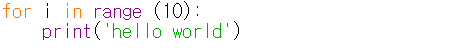 for i in range (10):
    print('hello world')